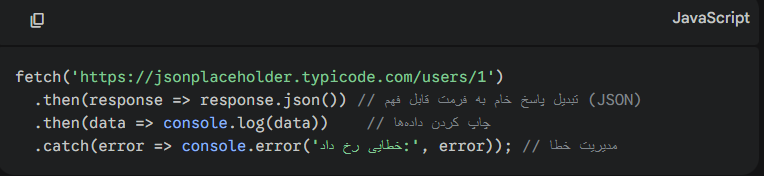 JavaScript
fetch('https://jsonplaceholder.typicode.com/users/1')
.then(response => response.json()) // تبدیل پاسخ خام به فرمت قابل فهم (JSON)
.then(data => console.log(data)) // چاپ کردن داده‌ها
.catch(error => console.error('خطایی رخ داد:', error)); // مدیریت خطا